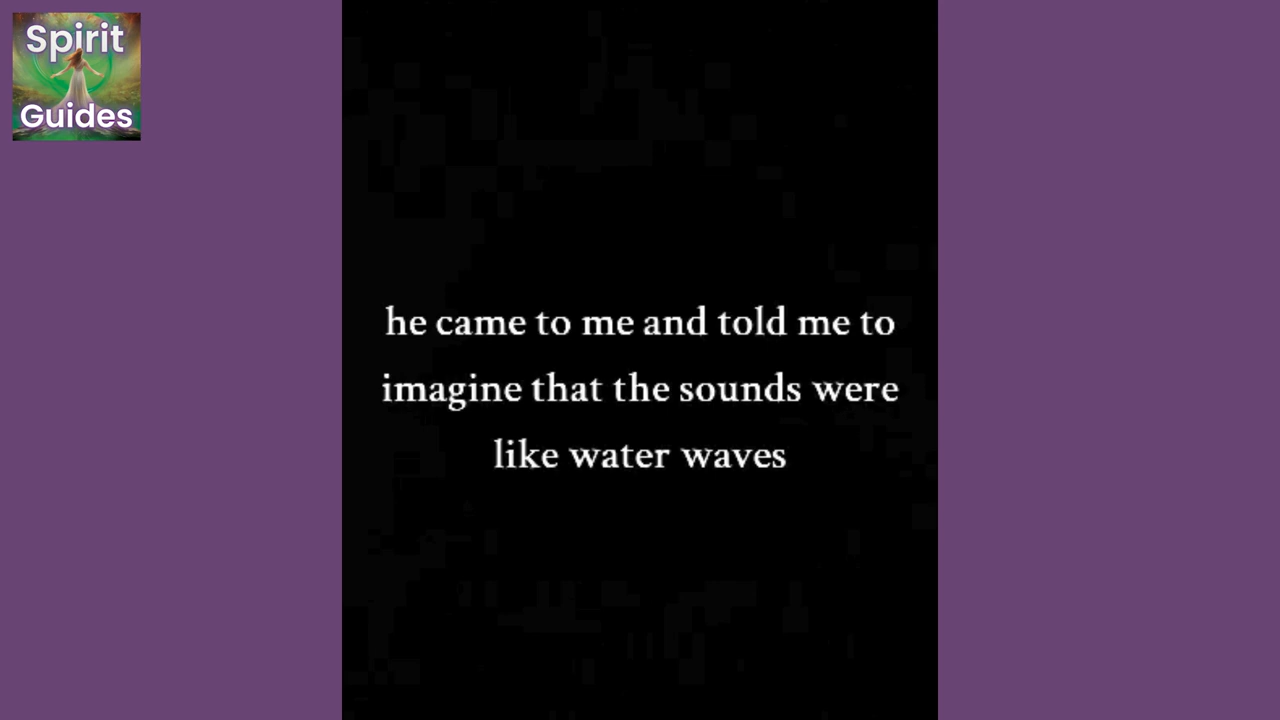 Spirit
Guides
he came to me and told me to
imagine that the sounds were
like water waves